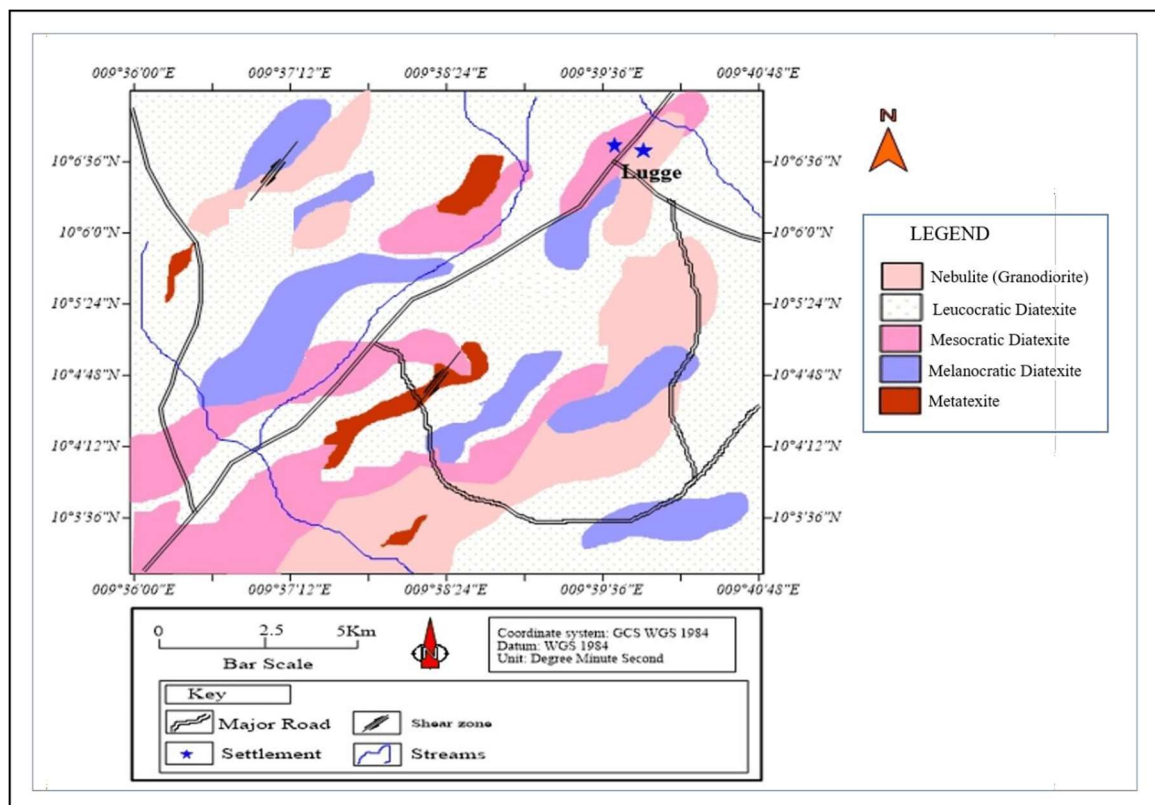 009°36'00"E 009°37'12"E 009°38'24"E 009°39'36"E 009°40'48"E
N
10°6'36"N 10°6'36"N
Lugge
10°6'0"N 10°6'0"N
LEGEND
Nebulite (Granodiorite)
Leucocratic Diatexite
Mesocratic Diatexite
Melanocratic Diatexite
Metatexite
10°5'24"N 10°5'24"N
10°4'48"N 10°4'48"N
10°4'12"N 10°4'12"N
10°5'36"N 10°5'36"N
009°36'00"E 009°37'12"E 009°38'24"E 009°39'36"E 009°40'48"E
0 2.5 5Km
Bar Scale
N
Coordinate system: GCS WGS 1984
Datum: WGS 1984
Unit: Degree Minute Second
Key
Major Road
Shear zone
Settlement
Streams